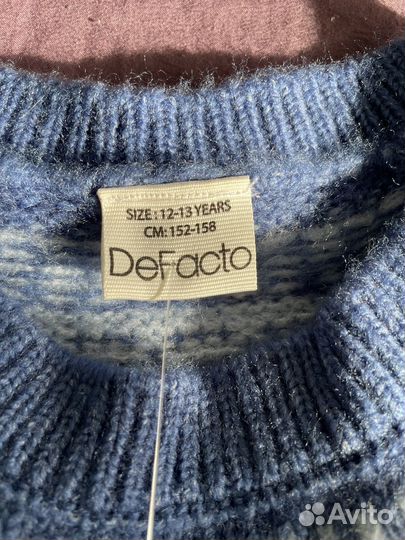 SIZE : 12-13 YEARS
CM: 152-158
DeFacto
Avito